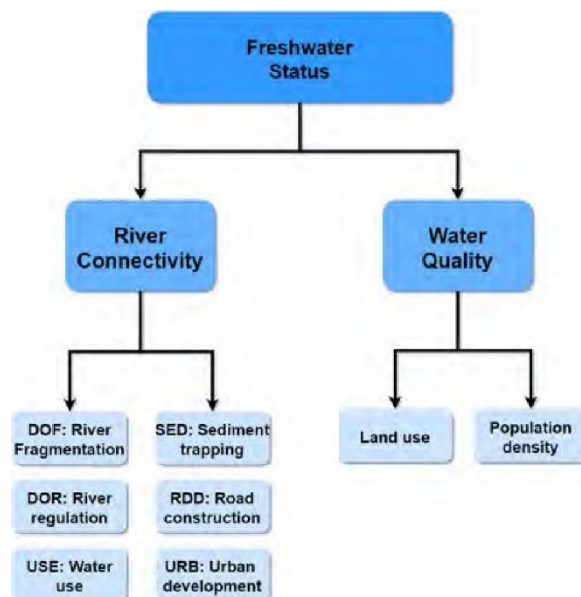 Freshwater
Status
River
Connectivity
Water
Quality
DOF: River
Fragmentation
SED: Sediment
trapping
Land use
Population
density
DOR: River
regulation
RDD: Road
construction
USE: Water
use
URB: Urban
development